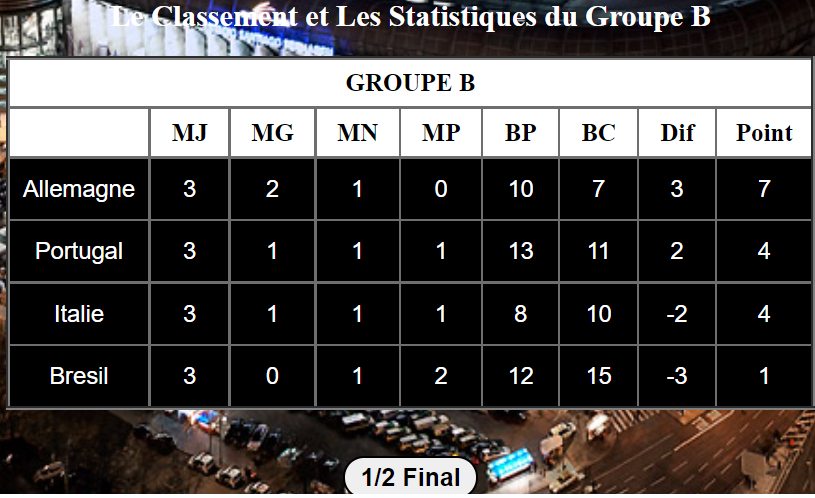 Le Classement et Les Statistiques du Groupe B
SANTIAGO BERNABEU
GROUPE B
MJ MG MN MP BP BC Dif Point
Allemagne 3 2 1 0 10 7 3 7
Portugal 3 1 1 1 13 11 2 4
Italie 3 1 1 1 8 10 -2 4
Bresil 3 0 1 2 12 15 -3 1
1/2 Final